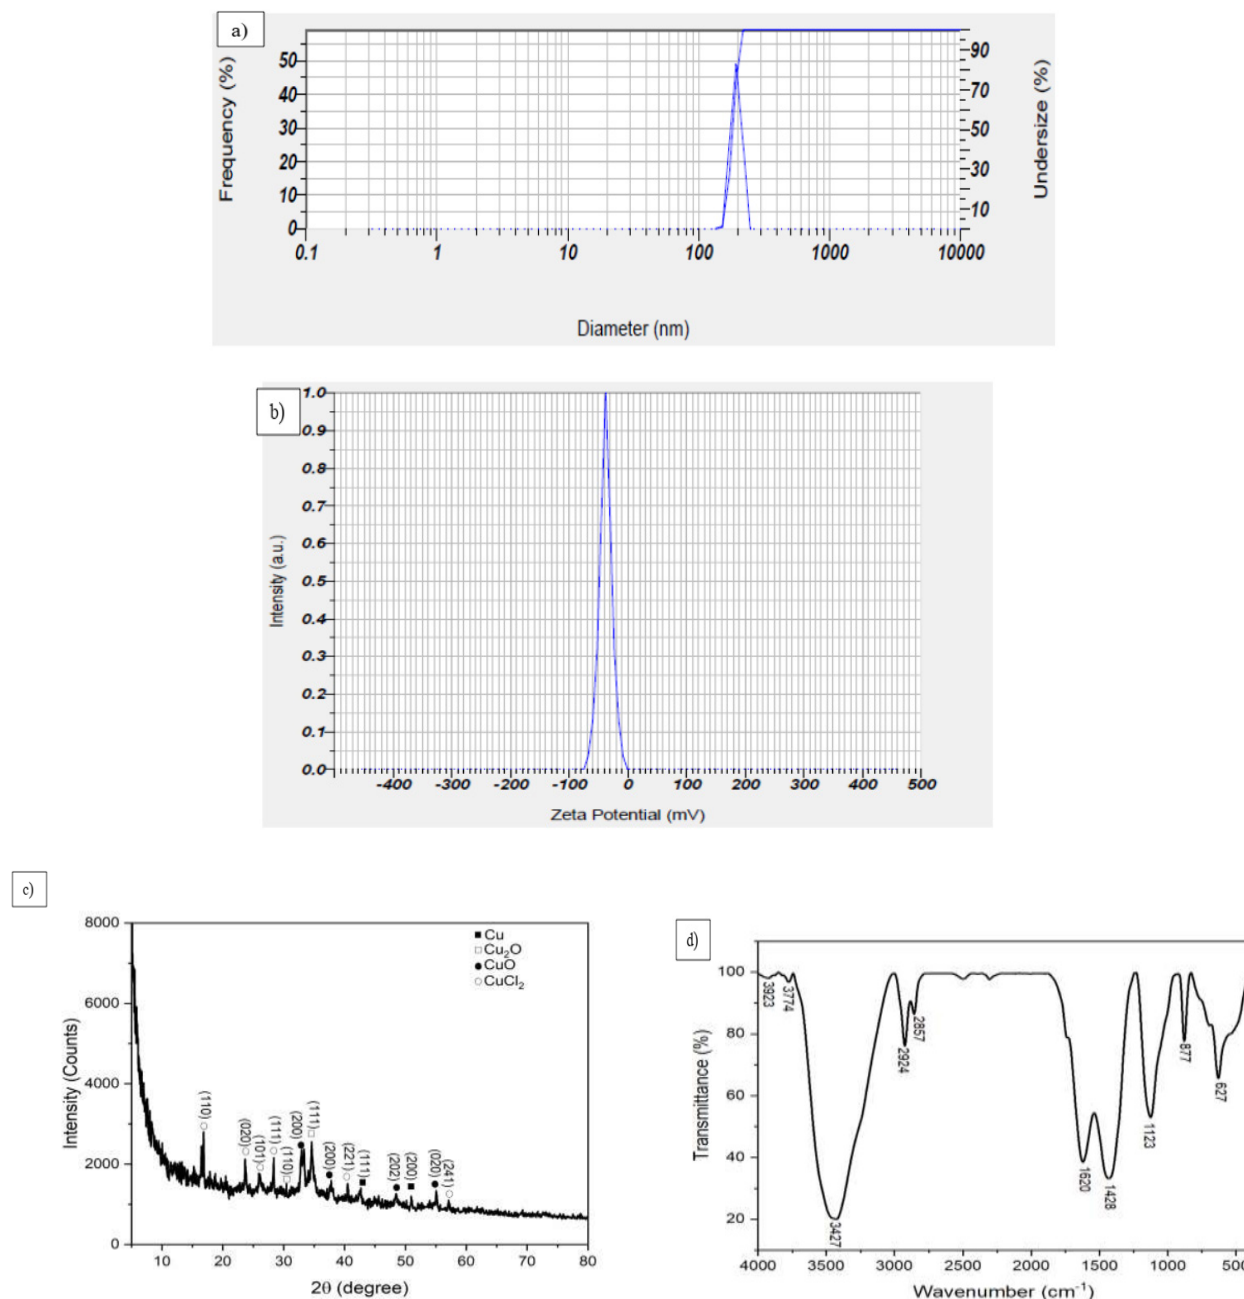 a)
Frequency (%)
50
40
30
20
10
0
90
70
50
30
10
0
Undersize (%)
0.1 1 10 100 1000 10000
Diameter (nm)
b)
Intensity (a.u.)
1.0
0.9
0.8
0.7
0.6
0.5
0.4
0.3
0.2
0.1
0.0
-400 -300 -200 -100 0 100 200 300 400 500
Zeta Potential (mV)
c)
Intensity (Counts)
8000
6000
4000
2000
0
Cu
Cu₂O
CuO
CuCl₂
(110)
(020)
(101)
(111)
(110)
(200)
(111)
(200)
(221)
(111)
(202)
(200)
(020)
(241)
10 20 30 40 50 60 70 80
2θ (degree)
d)
Transmittance (%)
100
80
60
40
20
3923
3774
3427
2924
2857
1620
1428
1123
877
627
4000 3500 3000 2500 2000 1500 1000 500
Wavenumber (cm⁻¹)